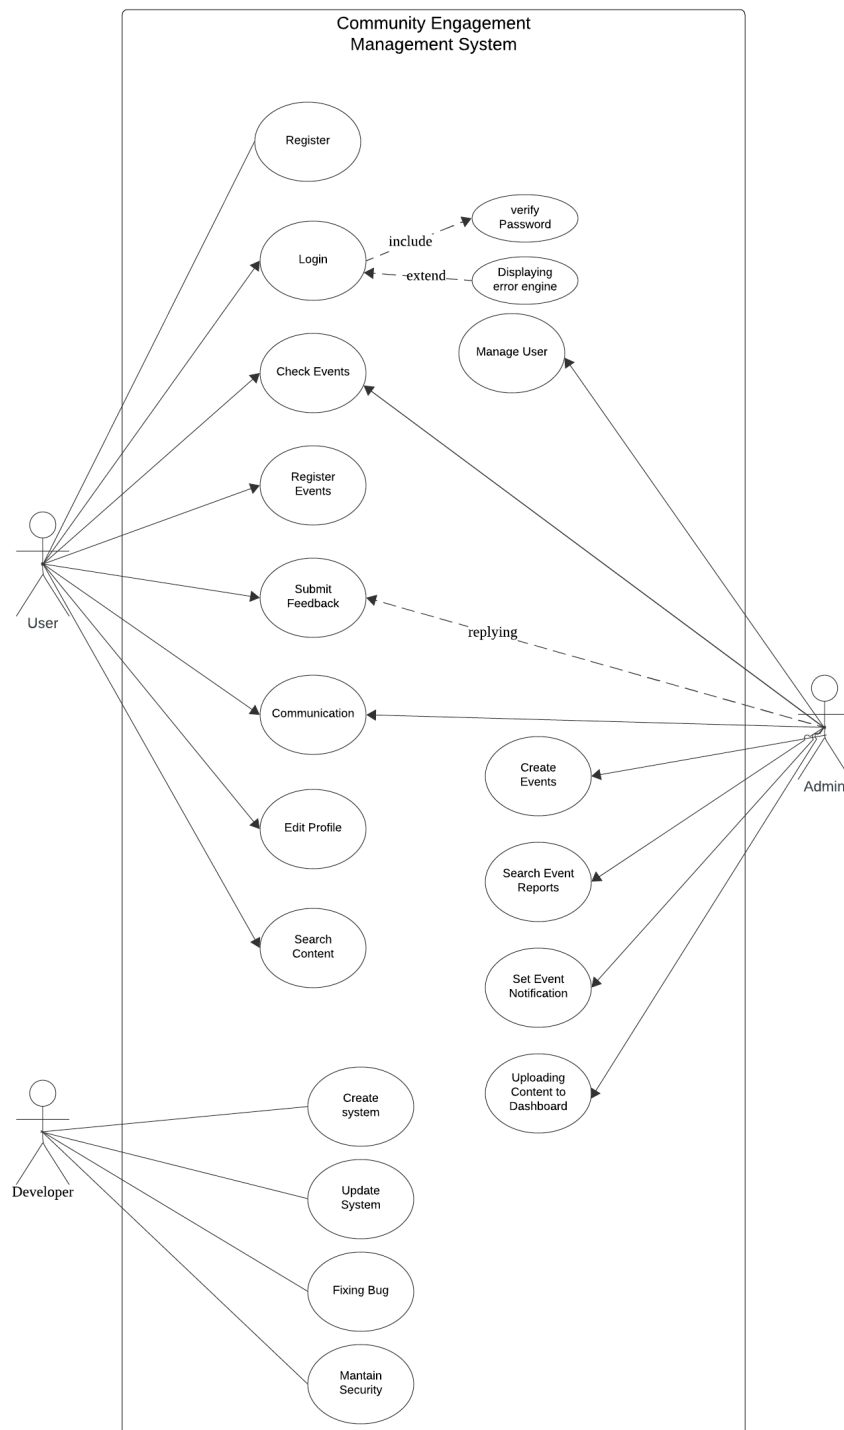 Community Engagement
Management System
Register
verify
Password
include
Login
extend
Displaying
error engine
Manage User
Check Events
Register
Events
Submit
Feedback
User
replying
Communication
Create
Events
Admin
Edit Profile
Search Event
Reports
Search
Content
Set Event
Notification
Uploading
Content to
Dashboard
Create
system
Developer
Update
System
Fixing Bug
Mantain
Security